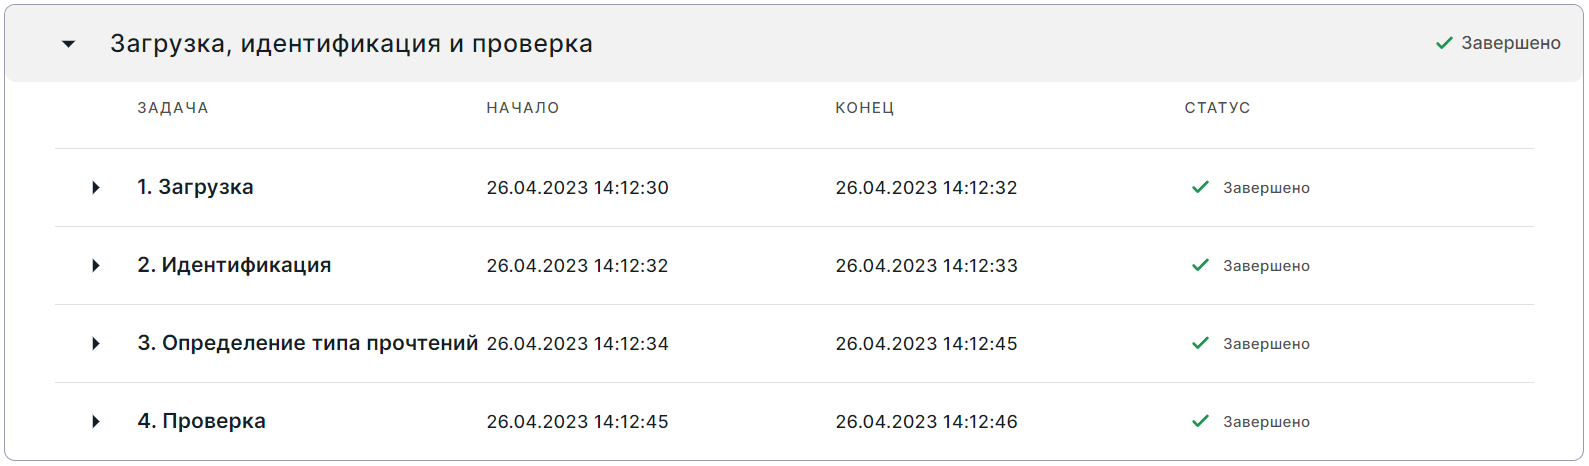 Загрузка, идентификация и проверка Завершено
ЗАДАЧА НАЧАЛО КОНЕЦ СТАТУС
1. Загрузка 26.04.2023 14:12:30 26.04.2023 14:12:32 Завершено
2. Идентификация 26.04.2023 14:12:32 26.04.2023 14:12:33 Завершено
3. Определение типа прочтений 26.04.2023 14:12:34 26.04.2023 14:12:45 Завершено
4. Проверка 26.04.2023 14:12:45 26.04.2023 14:12:46 Завершено